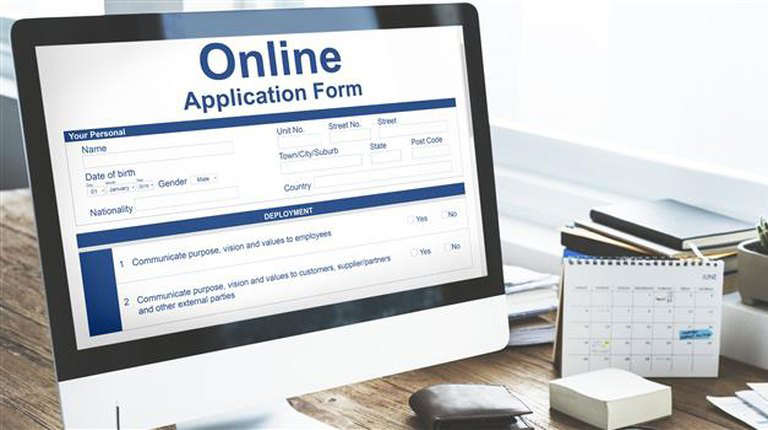 Online
Application Form
Your Personal
Name
Unit No. Street No. Street
Town/City/Suburb State Post Code
Date of birth
Day Month Year
01 January 2016 Gender Male
Nationality
Country
DEPLOYMENT
1 Communicate purpose, vision and values to employees Yes No
2 Communicate purpose, vision and values to customers, supplier/partners Yes No
and other external parties
JUNE